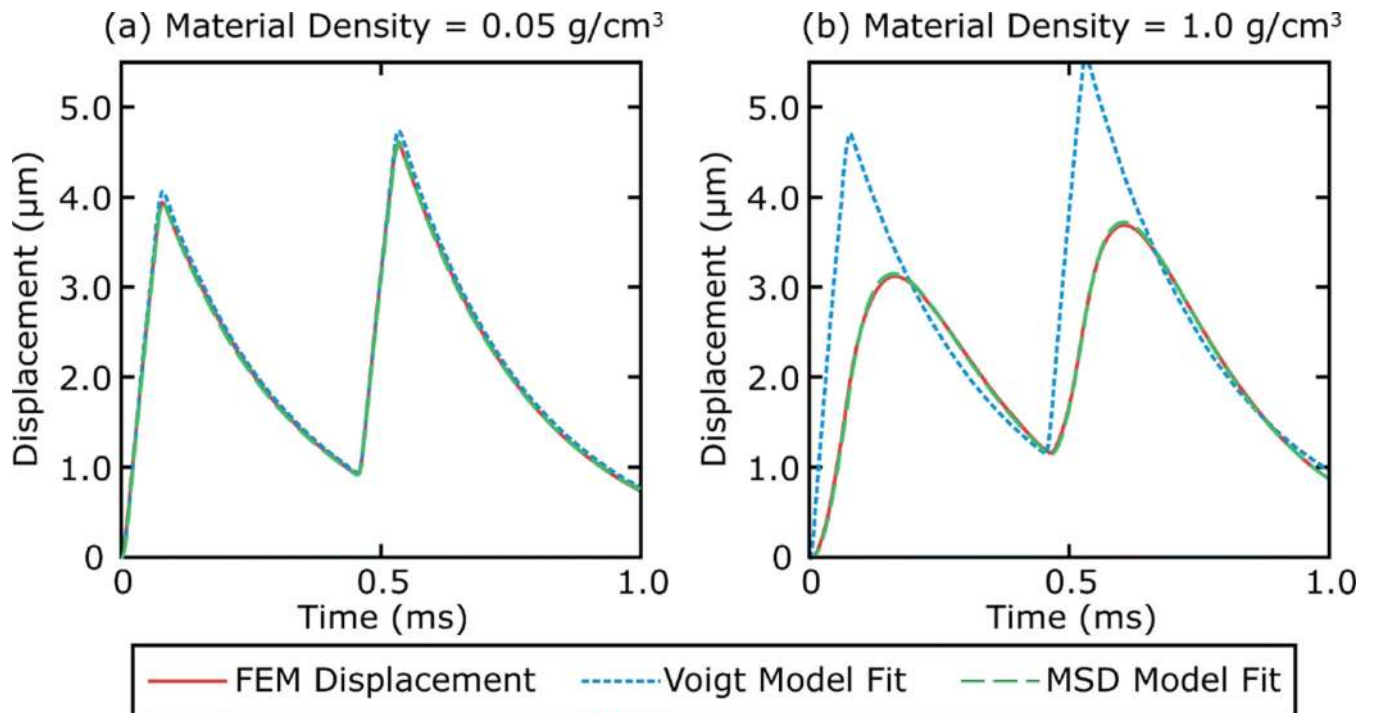 (a) Material Density = 0.05 g/cm³
5.0
4.0
3.0
2.0
1.0
0
Displacement (µm)
0
0.5
1.0
Time (ms)
(b) Material Density = 1.0 g/cm³
5.0
4.0
3.0
2.0
1.0
0
Displacement (µm)
0
0.5
1.0
Time (ms)
FEM Displacement
Voigt Model Fit
MSD Model Fit